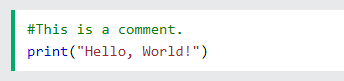 #This is a comment.
print("Hello, World!")